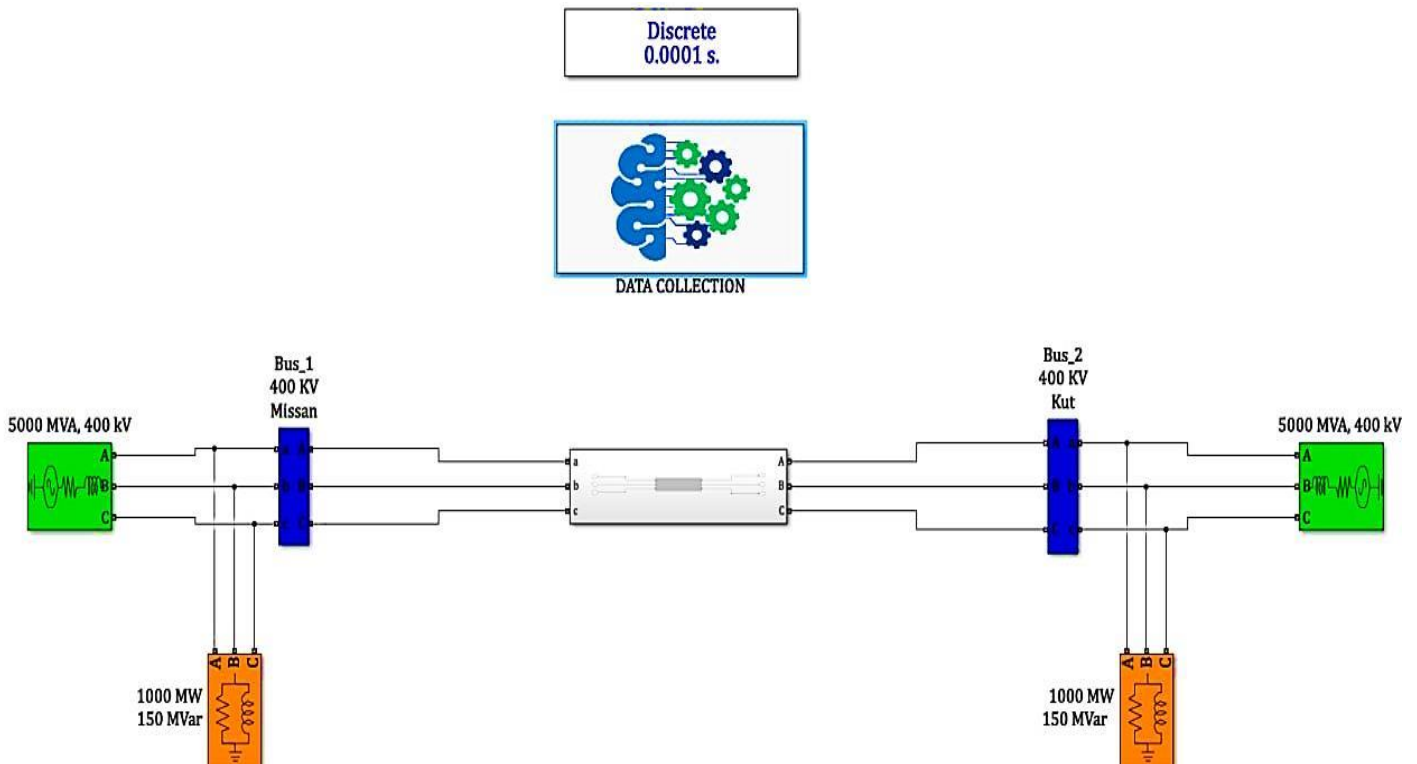 Discrete
0.0001 s.
DATA COLLECTION
Bus_1
400 KV
Missan
Bus_2
400 KV
Kut
5000 MVA, 400 kV
5000 MVA, 400 kV
A
B
C
a
b
c
A
B
C
A
B
C
A
B
C
1000 MW
150 MVar
A
B
C
1000 MW
150 MVar